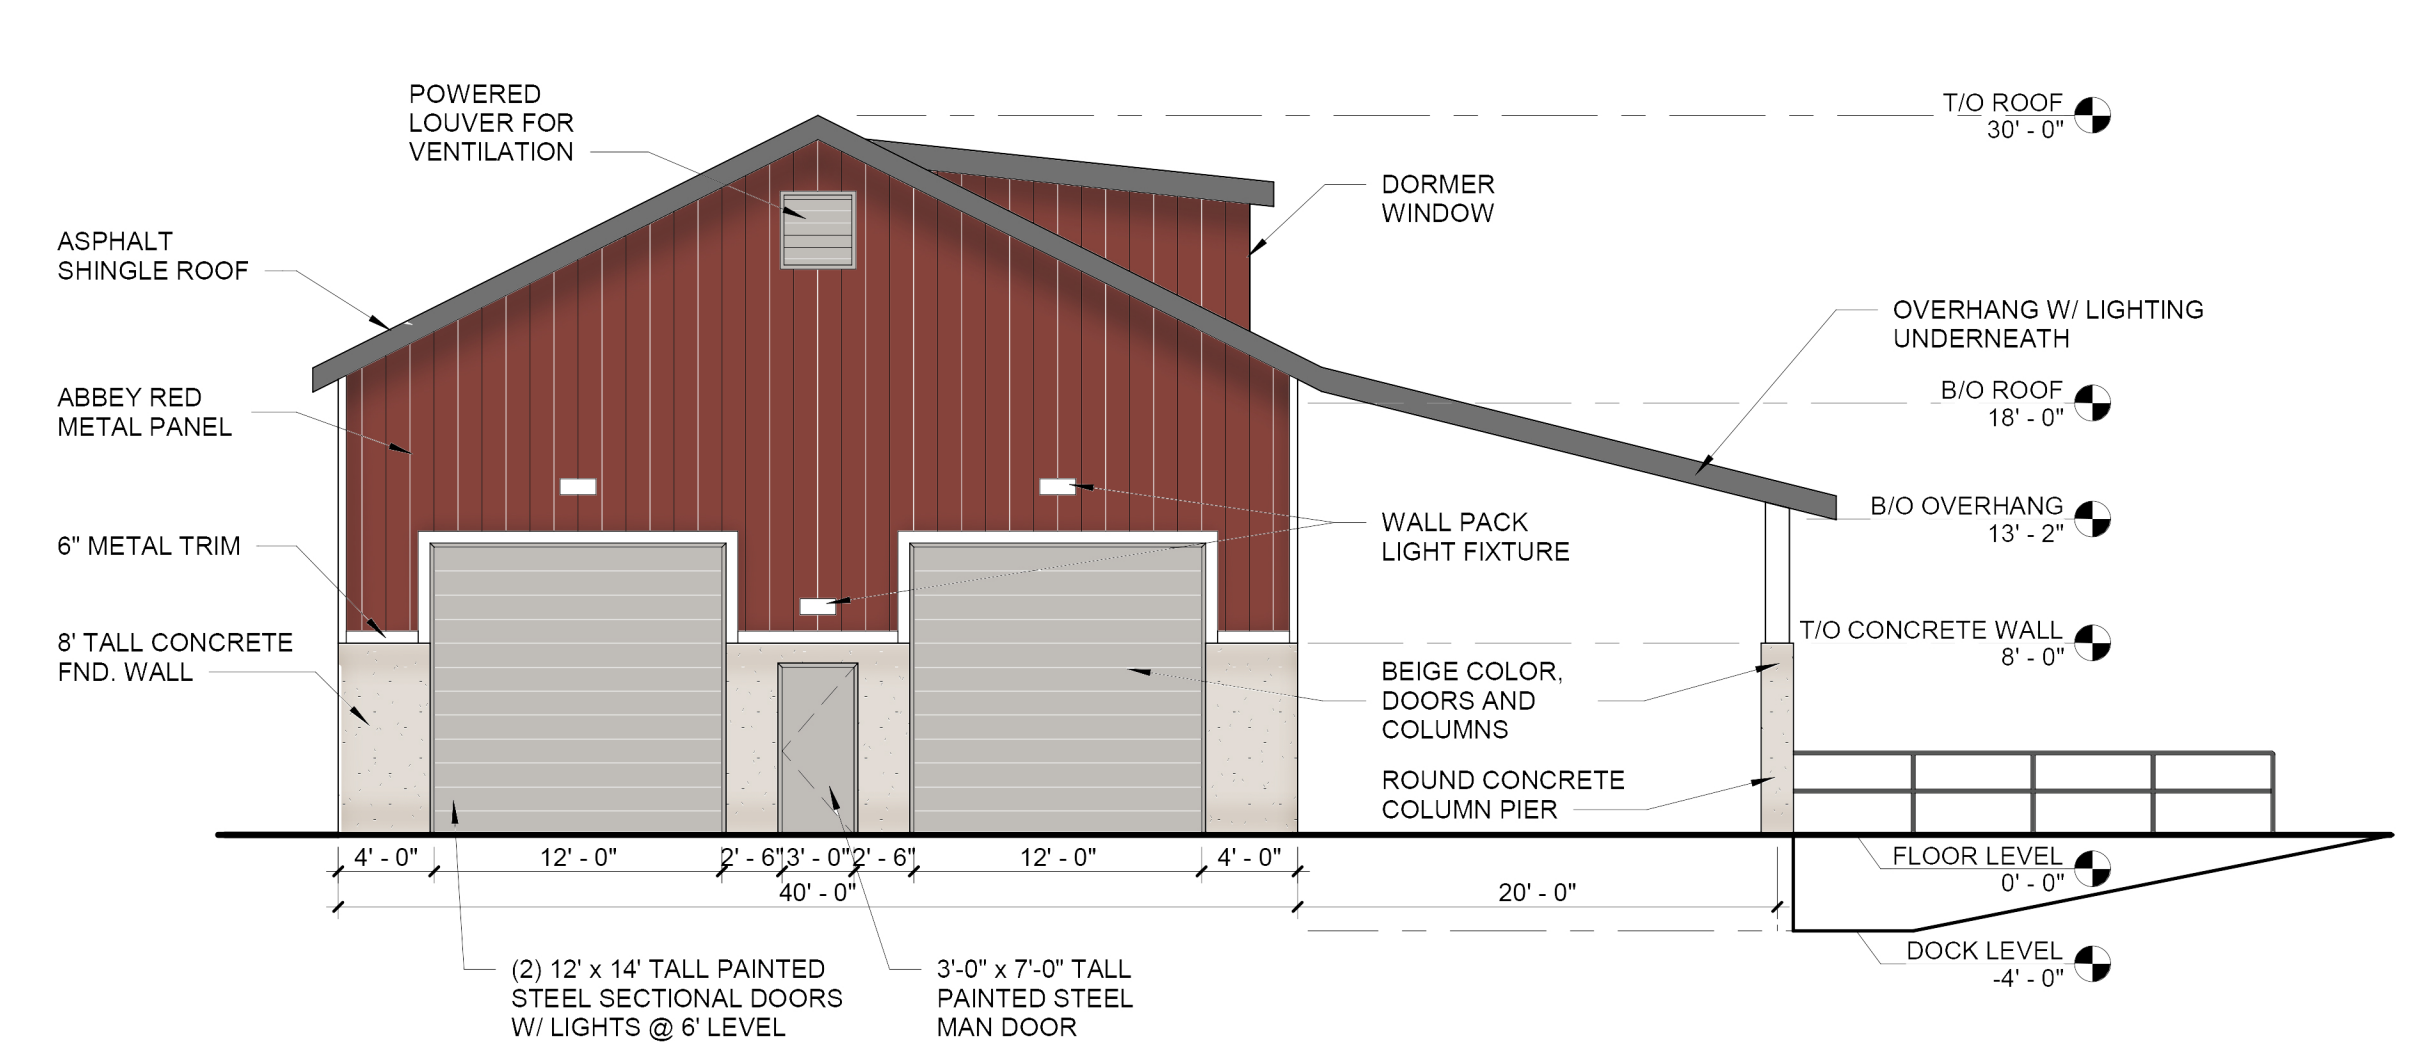 POWERED
LOUVER FOR
VENTILATION
T/O ROOF
30' - 0"
DORMER
WINDOW
ASPHALT
SHINGLE ROOF
OVERHANG W/ LIGHTING
UNDERNEATH
ABBEY RED
METAL PANEL
B/O ROOF
18' - 0"
B/O OVERHANG
13' - 2"
WALL PACK
LIGHT FIXTURE
6" METAL TRIM
8' TALL CONCRETE
FND. WALL
T/O CONCRETE WALL
8' - 0"
BEIGE COLOR,
DOORS AND
COLUMNS
ROUND CONCRETE
COLUMN PIER
4' - 0" 12' - 0" 2' - 6" 3' - 0" 2' - 6" 12' - 0" 4' - 0"
FLOOR LEVEL
0' - 0"
40' - 0" 20' - 0"
DOCK LEVEL
-4' - 0"
(2) 12' x 14' TALL PAINTED
STEEL SECTIONAL DOORS
W/ LIGHTS @ 6' LEVEL
3'-0" x 7'-0" TALL
PAINTED STEEL
MAN DOOR